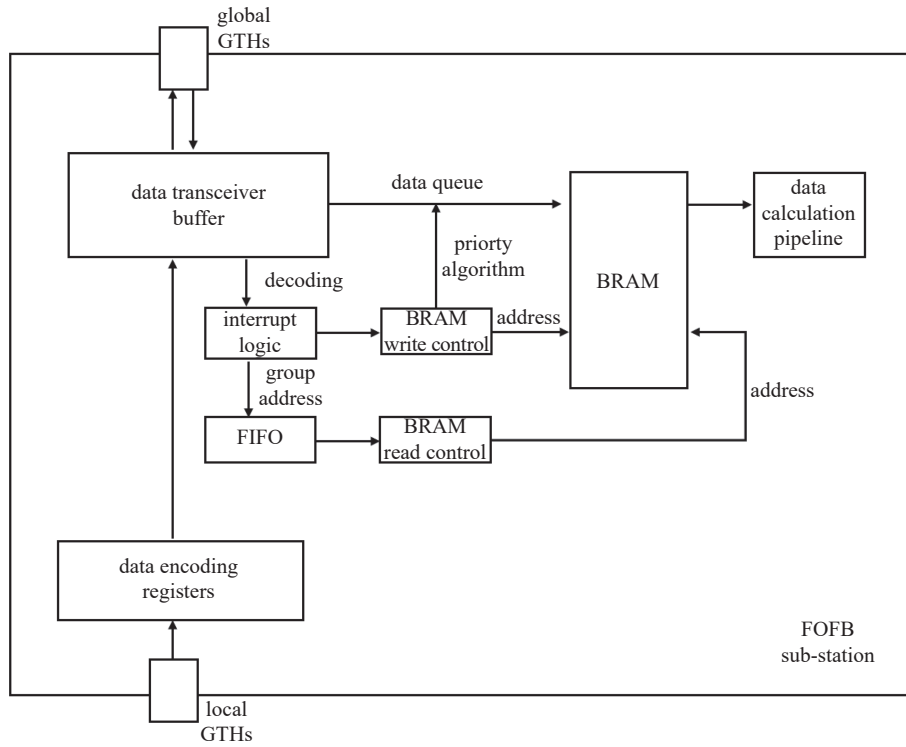 global
GTHs
data transceiver
buffer
data queue
data
calculation
pipeline
priorty
algorithm
BRAM
decoding
interrupt
logic
BRAM
write control
address
group
address
FIFO
BRAM
read control
address
data encoding
registers
FOFB
sub-station
local
GTHs